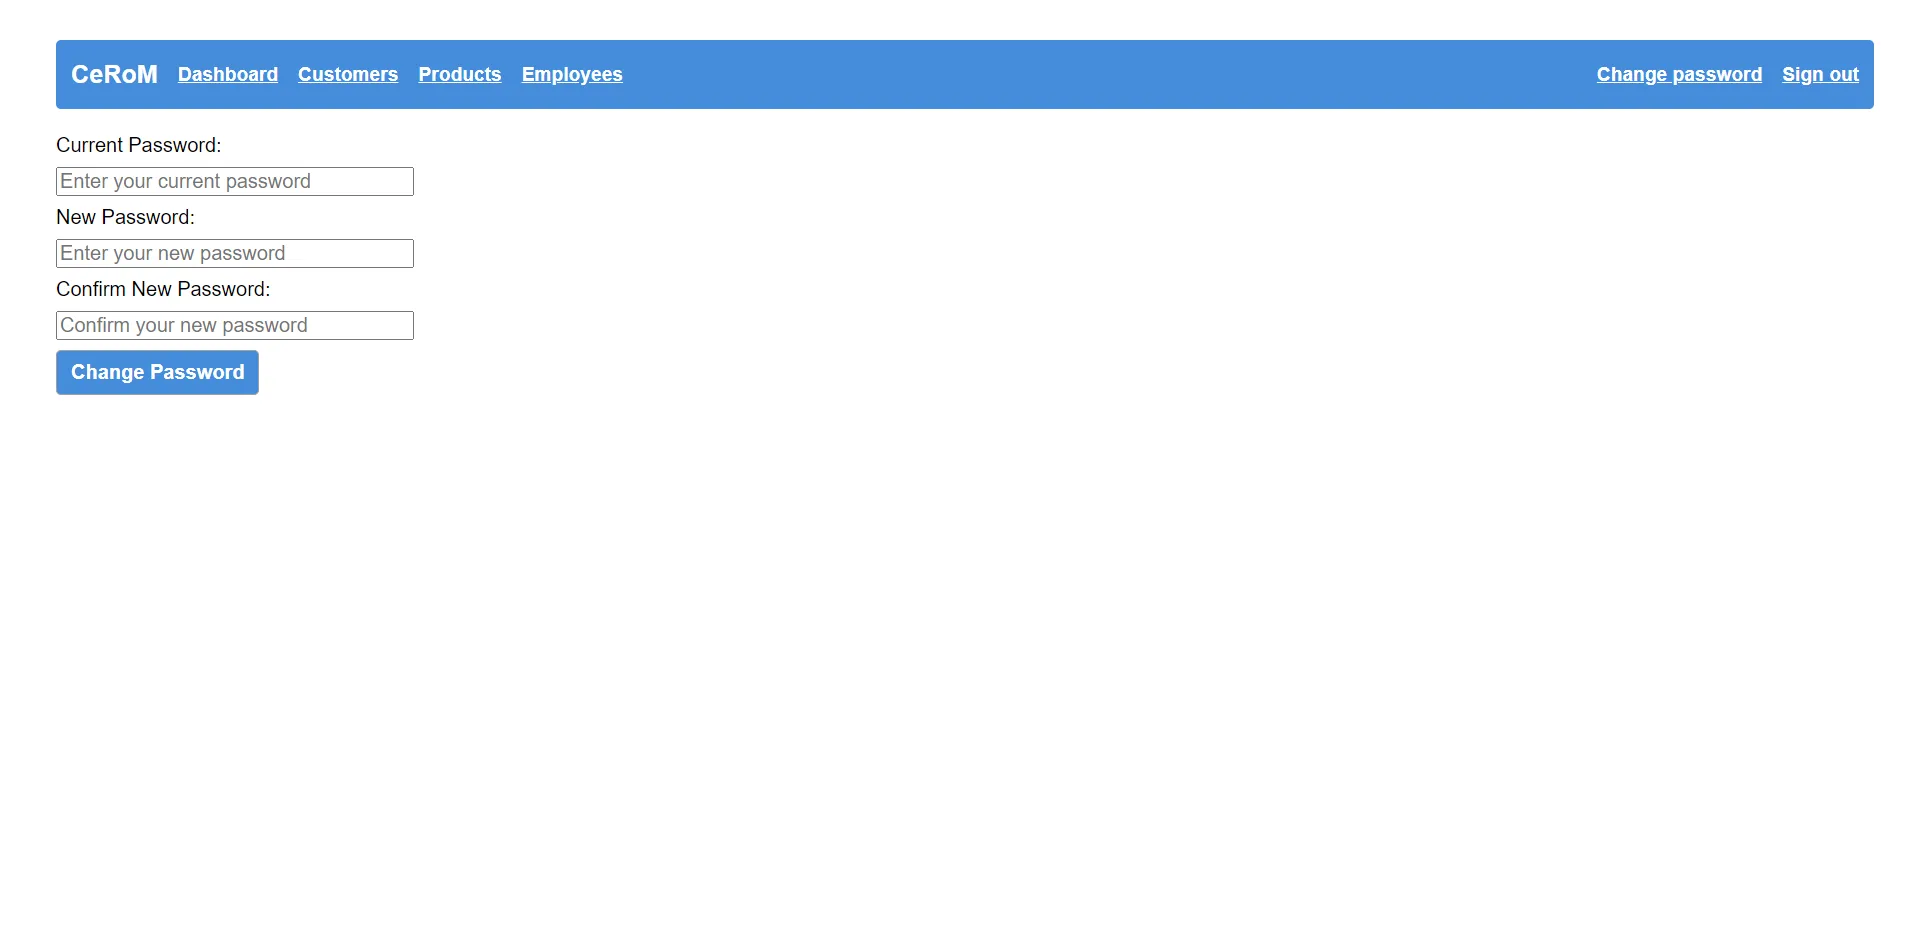 CeRoM Dashboard Customers Products Employees Change password Sign out
Current Password:
Enter your current password
New Password:
Enter your new password
Confirm New Password:
Confirm your new password
Change Password